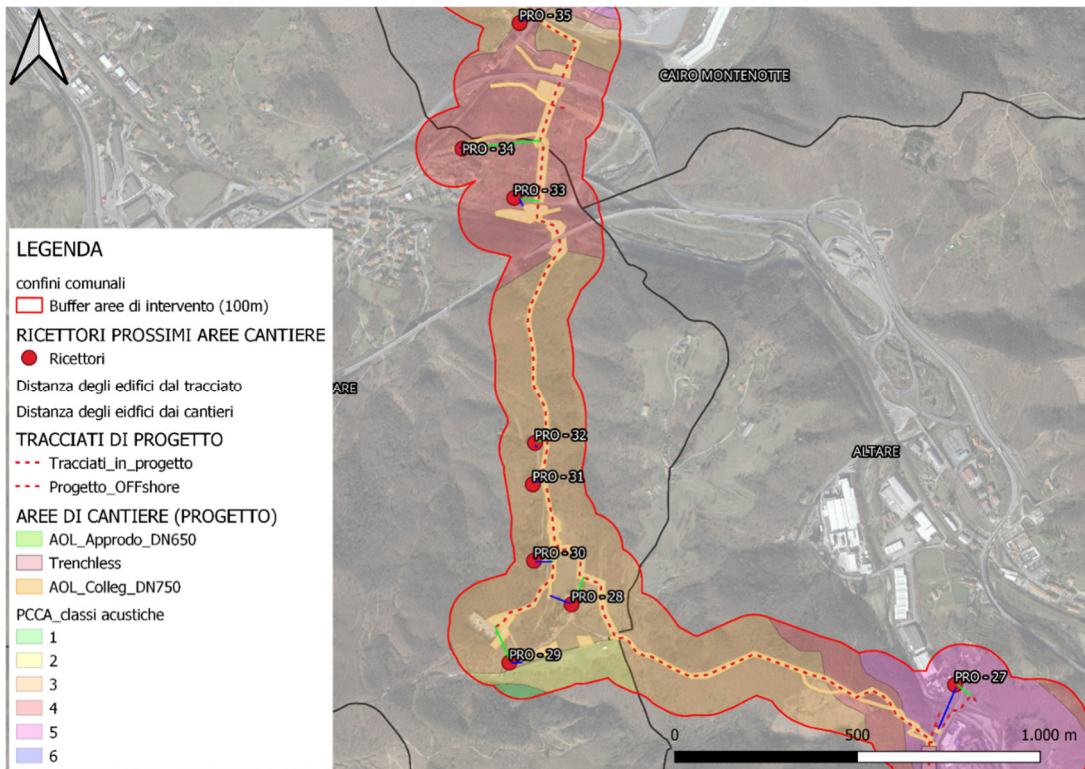 PRO - 35
CAIRO MONTENOTTE
PRO - 34
PRO - 33
LEGENDA
confini comunali
Buffer aree di intervento (100m)
RICETTORI PROSSIMI AREE CANTIERE
Ricettori
Distanza degli edifici dal tracciato
ARE
Distanza degli eidfici dai cantieri
TRACCIATI DI PROGETTO
PRO - 32
Tracciati_in_progetto
ALTARE
Progetto_OFFshore
PRO - 31
AREE DI CANTIERE (PROGETTO)
AOL_Approdo_DN650
Trenchless
PRO - 30
AOL_Colleg_DN750
PRO - 28
PCCA_classi acustiche
1
2
PRO - 29
3
PRO - 27
4
5
6
0
500
1.000 m